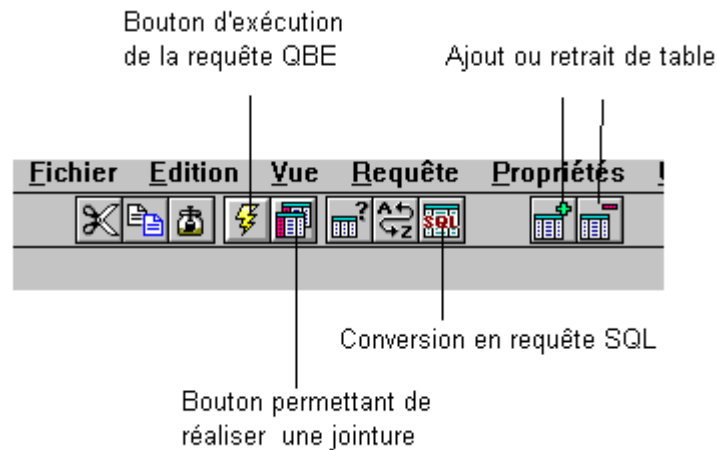 Bouton d'exécution
de la requête QBE
Ajout ou retrait de table
Fichier Edition Vue Requête Propriétés
? A Z SQL
Conversion en requête SQL
Bouton permettant de
réaliser une jointure